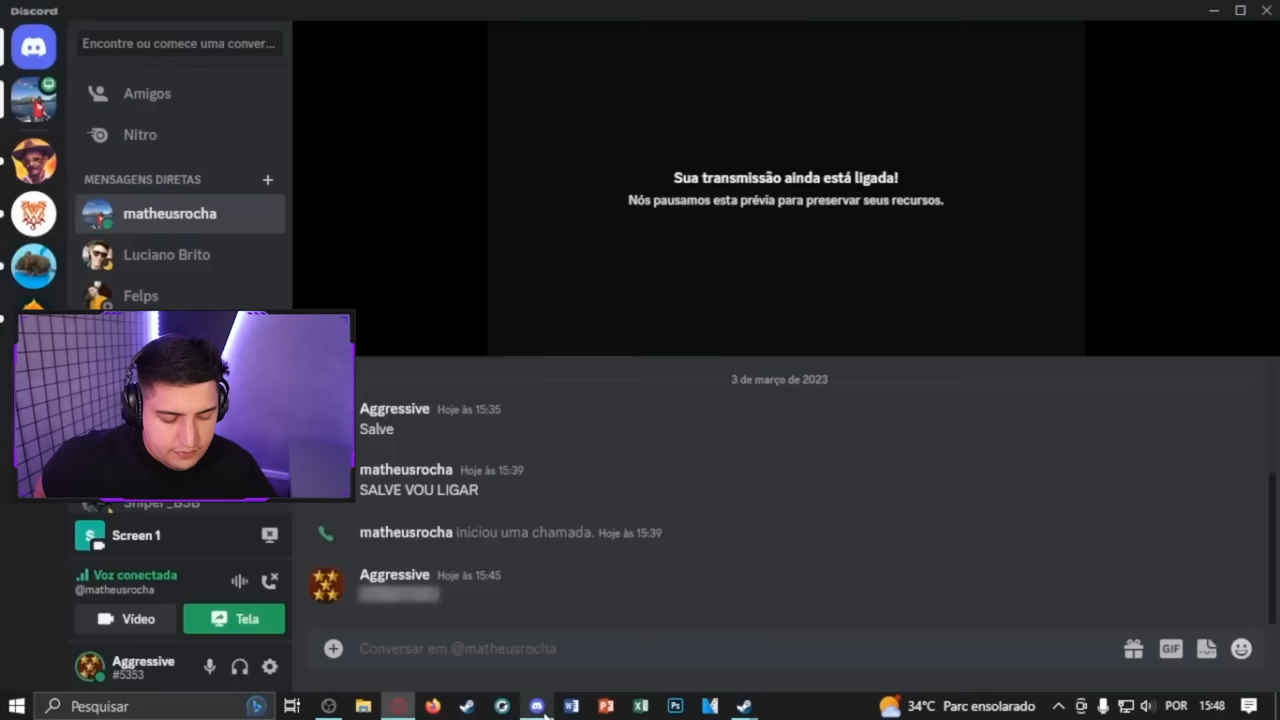 Discord
Encontre ou comece uma conver...
Amigos
Nitro
MENSAGENS DIRETAS
matheusrocha
Luciano Brito
Felps
Sniper_BSB
Screen 1
Voz conectada
@matheusrocha
Vídeo
Tela
Aggressive
#5353
Sua transmissão ainda está ligada!
Nós pausamos esta prévia para preservar seus recursos.
3 de março de 2023
Aggressive Hoje às 15:35
Salve
matheusrocha Hoje às 15:39
SALVE VOU LIGAR
matheusrocha iniciou uma chamada. Hoje às 15:39
Aggressive Hoje às 15:45
Conversar em @matheusrocha
GIF
Pesquisar
34°C Parc ensolarado
POR
15:48